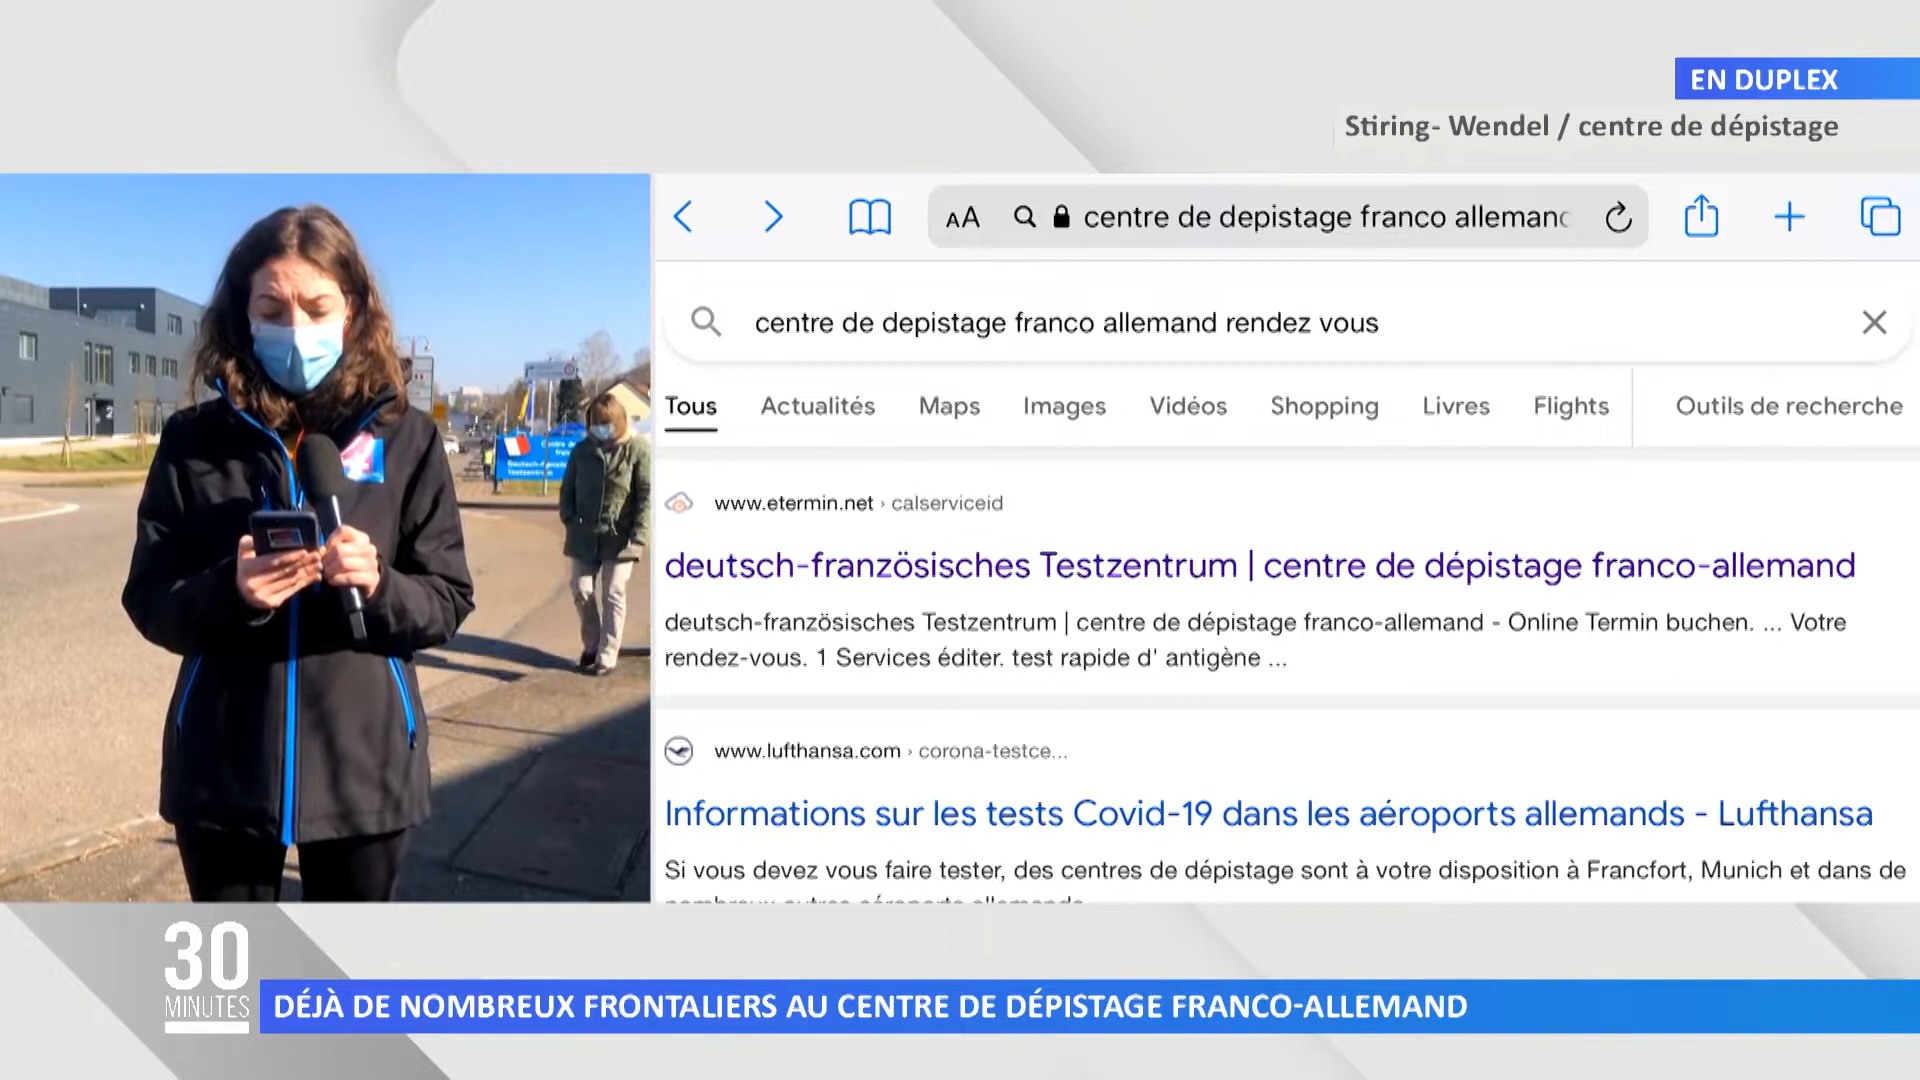 EN DUPLEX
Stiring- Wendel / centre de dépistage
AA centre de depistage franco allemand
centre de depistage franco allemand rendez vous
Tous Actualités Maps Images Vidéos Shopping Livres Flights Outils de recherche
www.etermin.net › calserviceid
deutsch-französisches Testzentrum | centre de dépistage franco-allemand
deutsch-französisches Testzentrum | centre de dépistage franco-allemand - Online Termin buchen. ... Votre
rendez-vous. 1 Services éditer. test rapide d' antigène ...
www.lufthansa.com › corona-testce...
Informations sur les tests Covid-19 dans les aéroports allemands - Lufthansa
Si vous devez vous faire tester, des centres de dépistage sont à votre disposition à Francfort, Munich et dans de
30
MINUTES
DÉJÀ DE NOMBREUX FRONTALIERS AU CENTRE DE DÉPISTAGE FRANCO-ALLEMAND